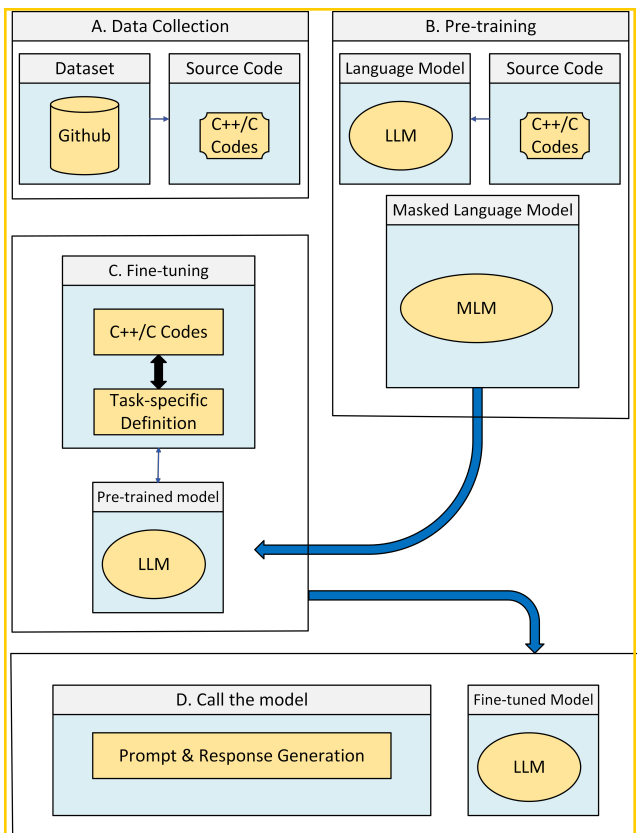 A. Data Collection
Dataset
Github
Source Code
C++/C
Codes
B. Pre-training
Language Model
LLM
Source Code
C++/C
Codes
Masked Language Model
MLM
C. Fine-tuning
C++/C Codes
Task-specific
Definition
Pre-trained model
LLM
D. Call the model
Prompt & Response Generation
Fine-tuned Model
LLM